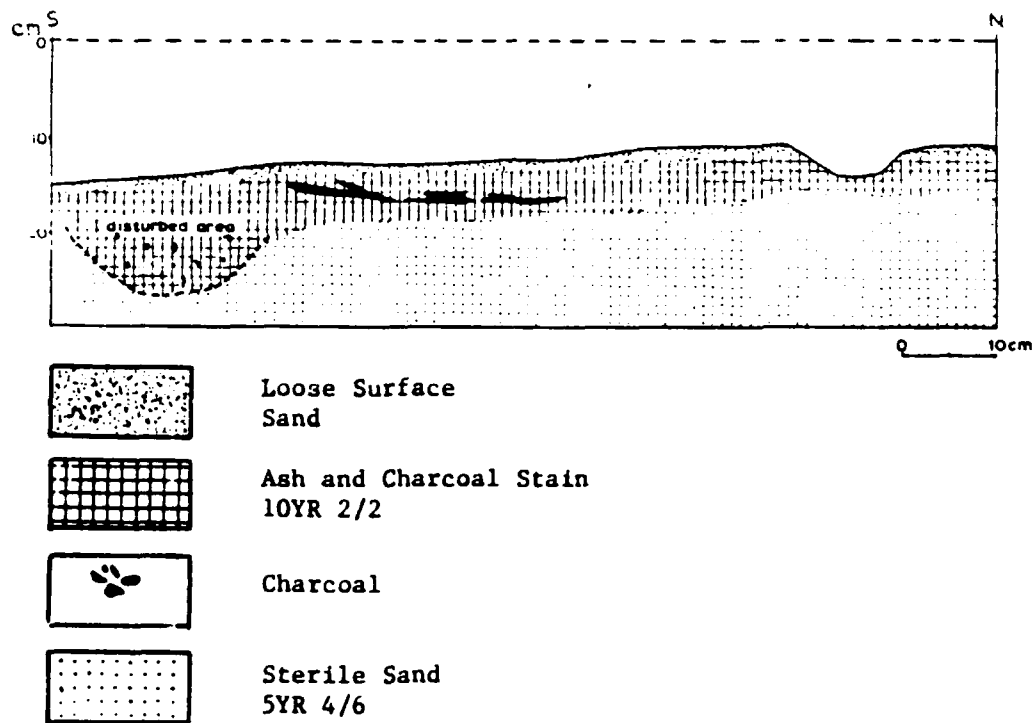 cm S N
0
10
disturbed area
0 10cm
Loose Surface
Sand
Ash and Charcoal Stain
10YR 2/2
Charcoal
Sterile Sand
5YR 4/6